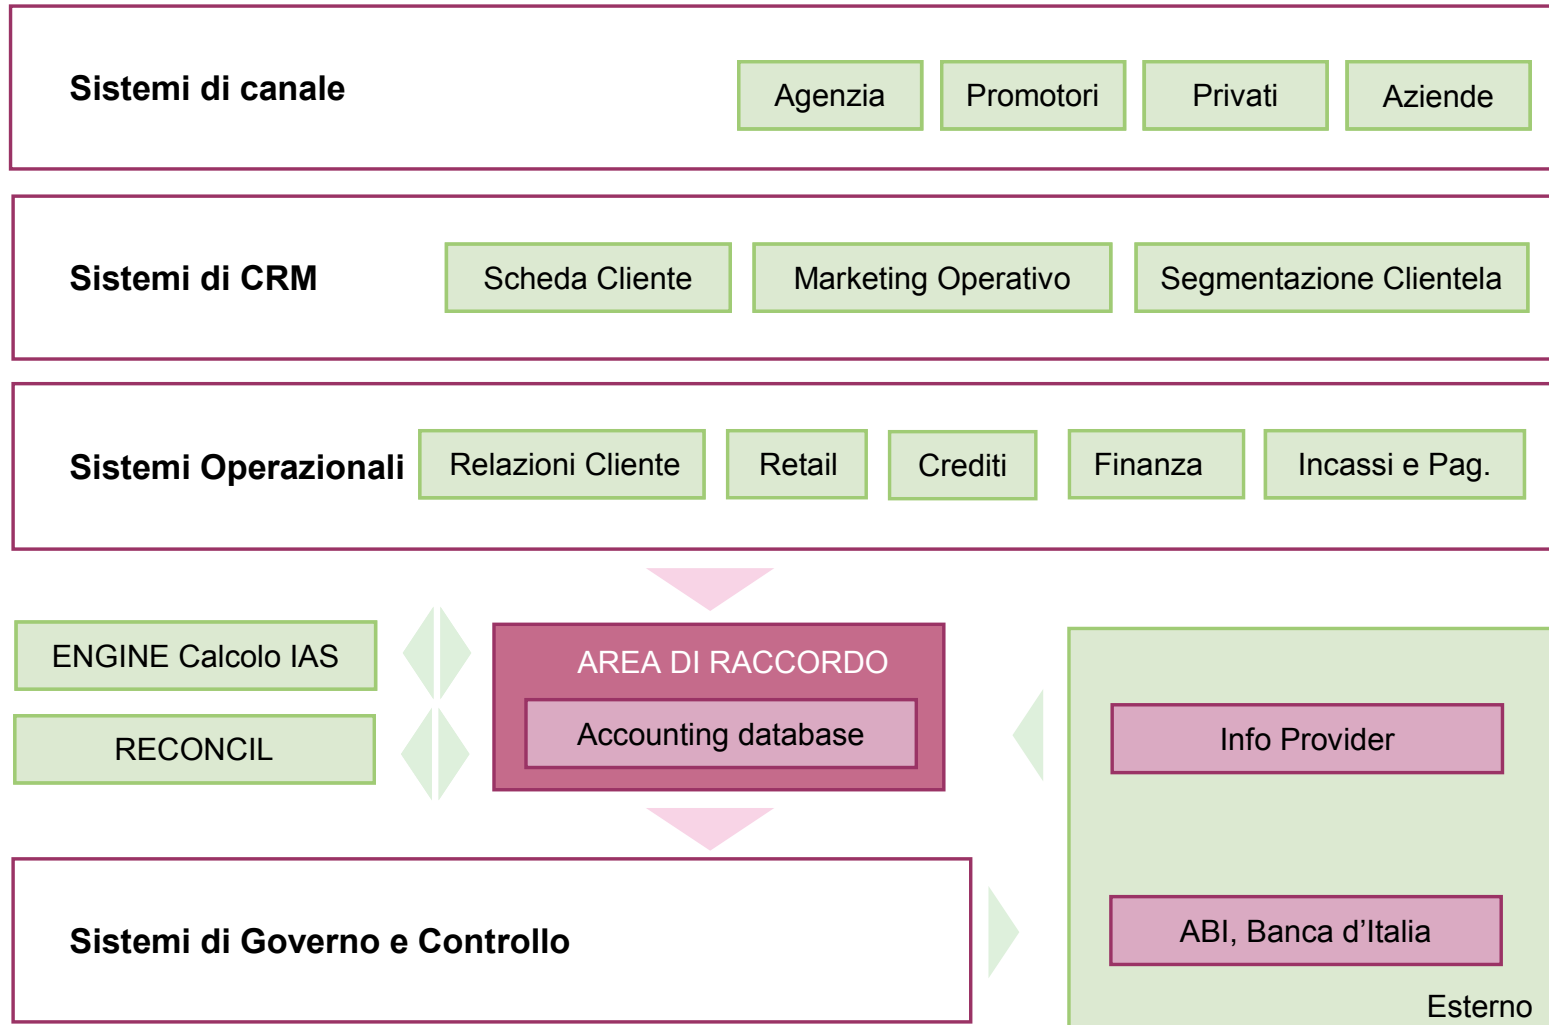 Sistemi di canale
Agenzia
Promotori
Privati
Aziende
Sistemi di CRM
Scheda Cliente
Marketing Operativo
Segmentazione Clientela
Sistemi Operazionali
Relazioni Cliente
Retail
Crediti
Finanza
Incassi e Pag.
ENGINE Calcolo IAS
RECONCIL
AREA DI RACCORDO
Accounting database
Info Provider
Sistemi di Governo e Controllo
ABI, Banca d’Italia
Esterno